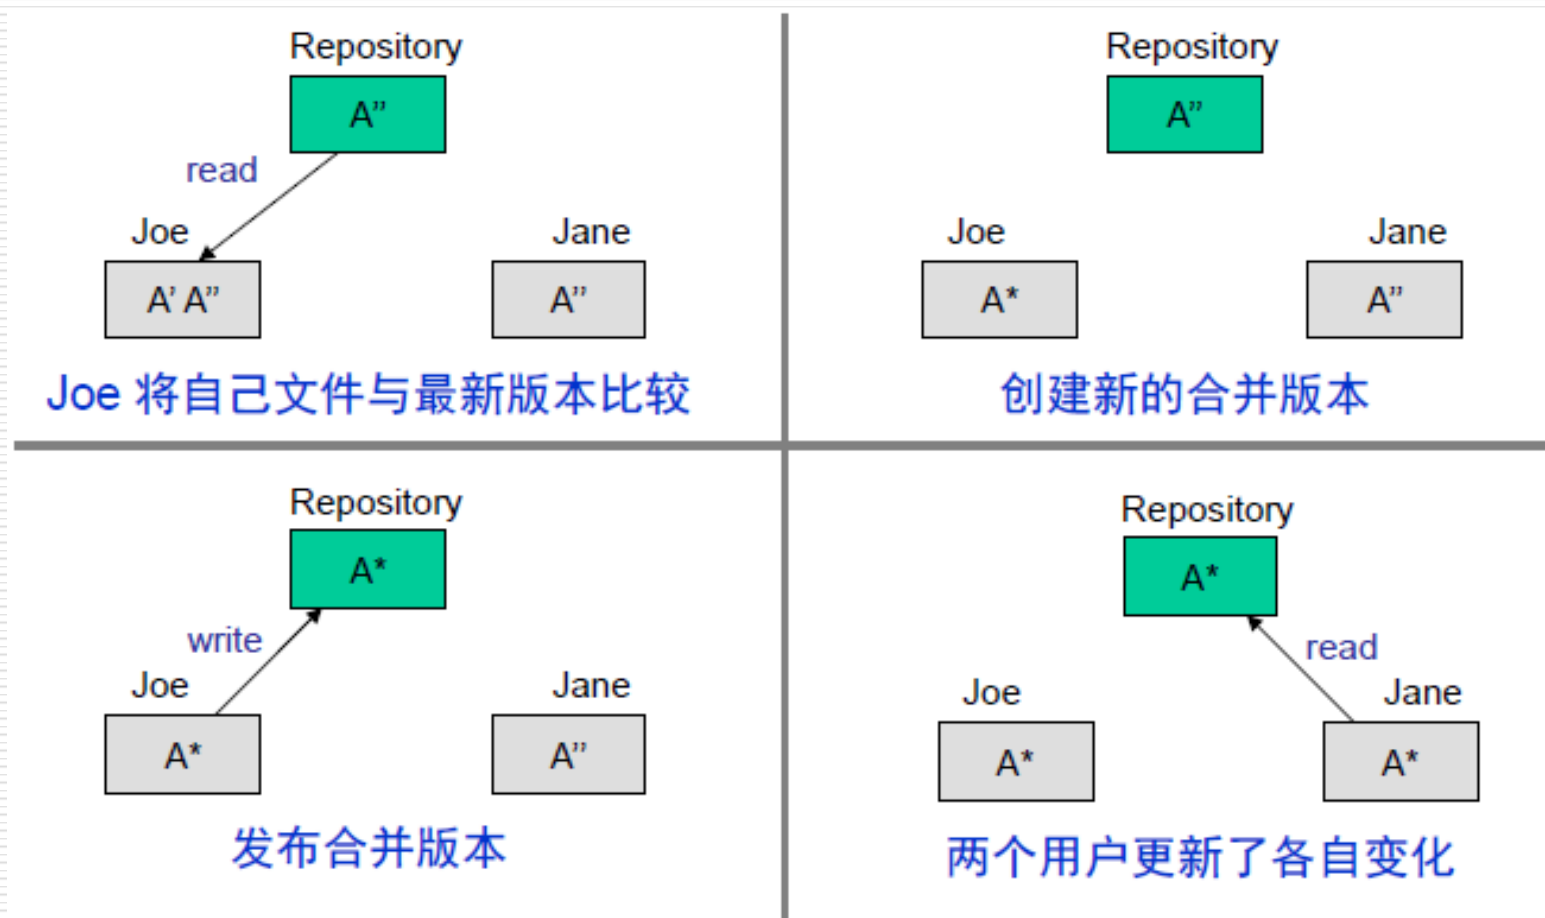 Repository
A”
read
Joe
Jane
A’ A”
A”
Joe 将自己文件与最新版本比较
Repository
A”
Joe
Jane
A*
A”
创建新的合并版本
Repository
A*
write
Joe
Jane
A*
A”
发布合并版本
Repository
A*
read
Joe
Jane
A*
A*
两个用户更新了各自变化